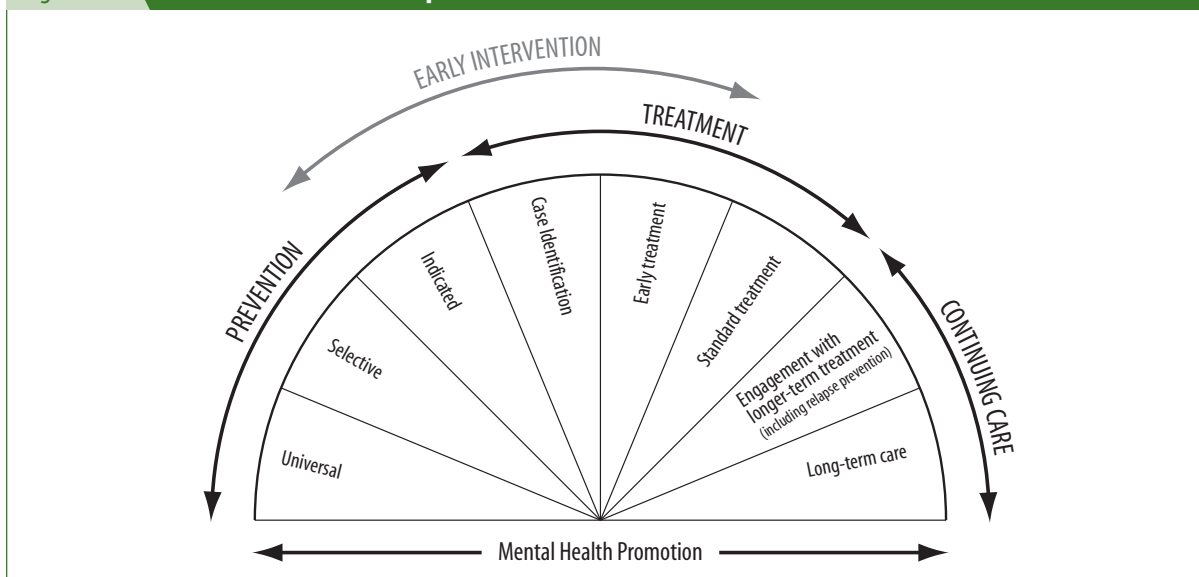 EARLY INTERVENTION
TREATMENT
PREVENTION
CONTINUING CARE
Universal
Selective
Indicated
Case Identification
Early treatment
Standard treatment
Engagement with
longer-term treatment
(including relapse prevention)
Long-term care
Mental Health Promotion